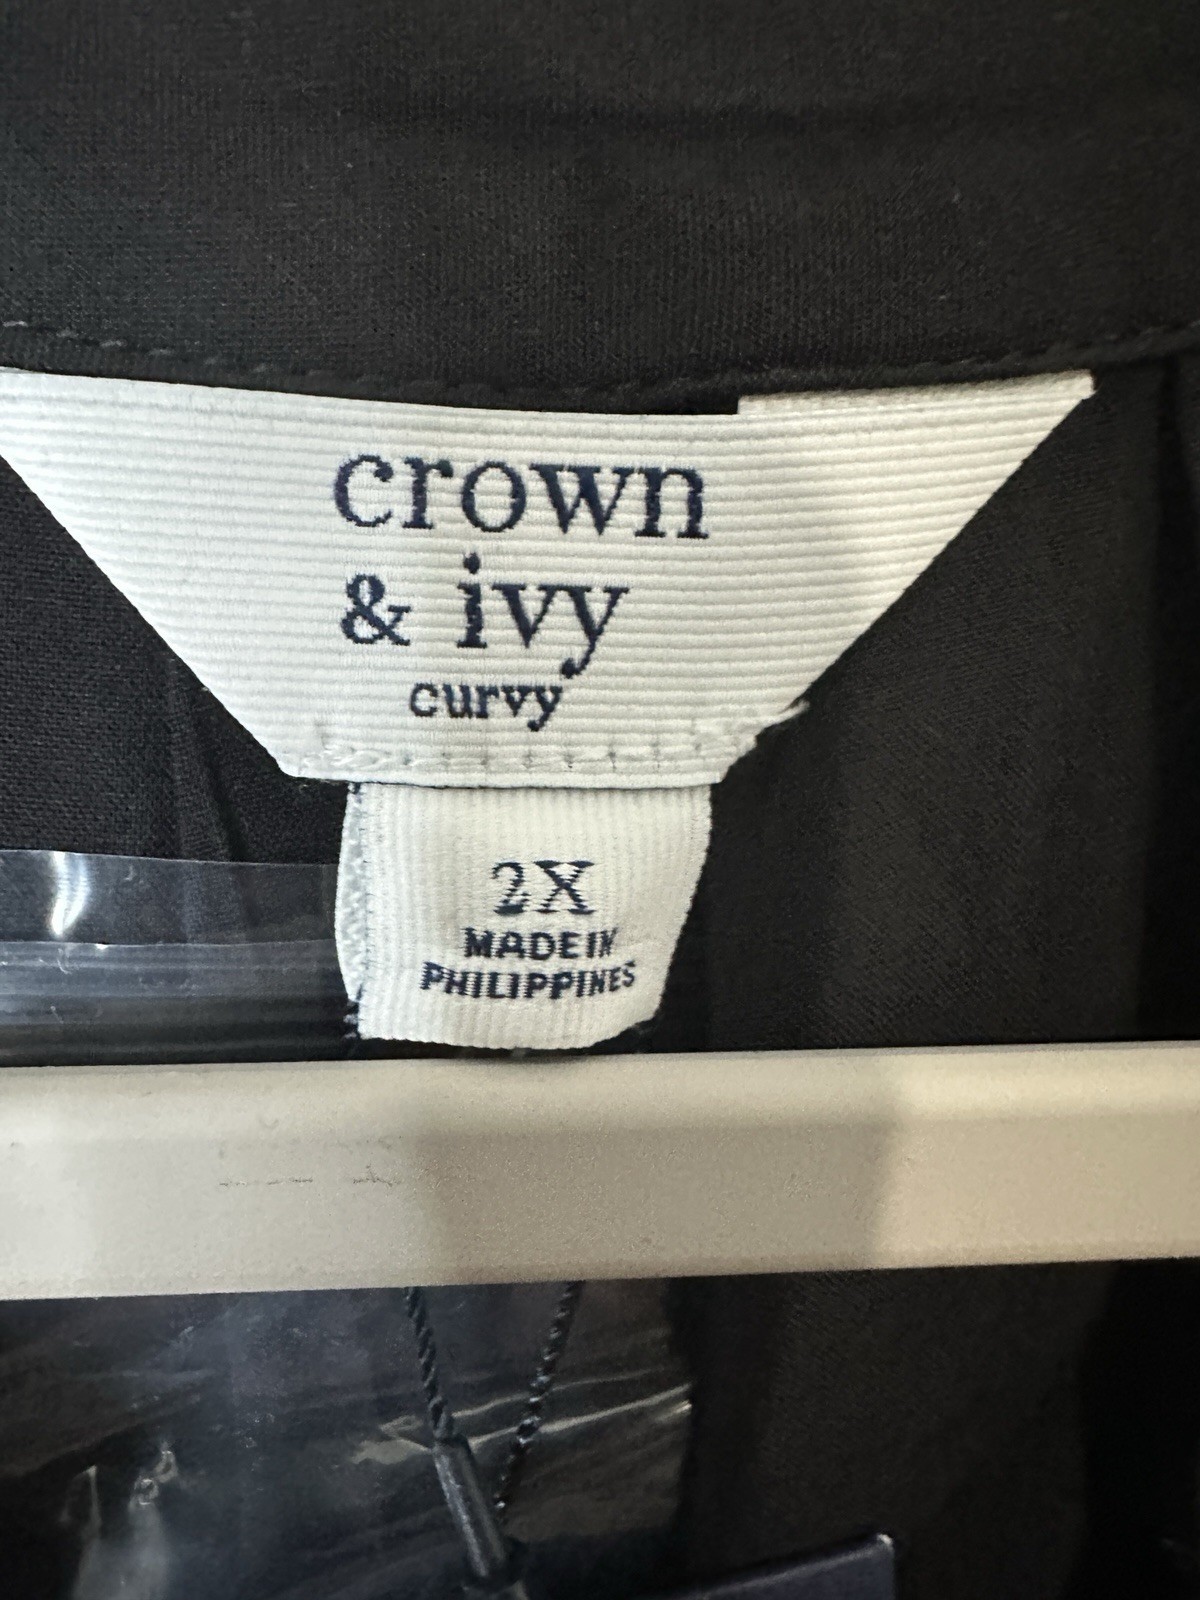 crown
& ivy
curvy
2X
MADE IN
PHILIPPINES